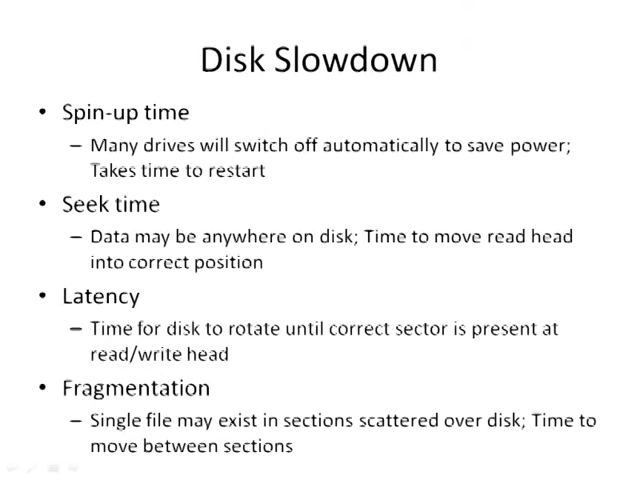 Disk Slowdown
• Spin-up time
– Many drives will switch off automatically to save power;
Takes time to restart
• Seek time
– Data may be anywhere on disk; Time to move read head
into correct position
• Latency
– Time for disk to rotate until correct sector is present at
read/write head
• Fragmentation
– Single file may exist in sections scattered over disk; Time to
move between sections